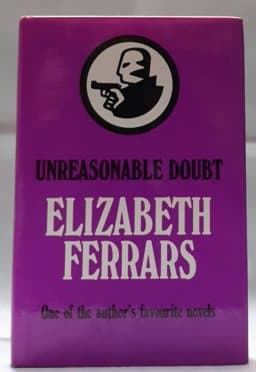 UNREASONABLE DOUBT
ELIZABETH
FERRARS
One of the author's favourite novels